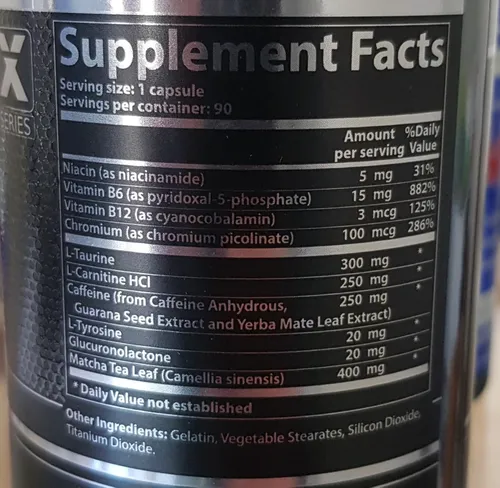 X
SERIES
Supplement Facts
Serving size: 1 capsule
Servings per container: 90
Amount per serving %Daily Value
Niacin (as niacinamide) 5 mg 31%
Vitamin B6 (as pyridoxal-5-phosphate) 15 mg 882%
Vitamin B12 (as cyanocobalamin) 3 mcg 125%
Chromium (as chromium picolinate) 100 mcg 286%
L-Taurine 300 mg *
L-Carnitine HCl 250 mg *
Caffeine (from Caffeine Anhydrous, 250 mg *
Guarana Seed Extract and Yerba Mate Leaf Extract)
L-Tyrosine 20 mg *
Glucuronolactone 20 mg *
Matcha Tea Leaf (Camellia sinensis) 400 mg *
* Daily Value not established
Other Ingredients: Gelatin, Vegetable Stearates, Silicon Dioxide,
Titanium Dioxide.